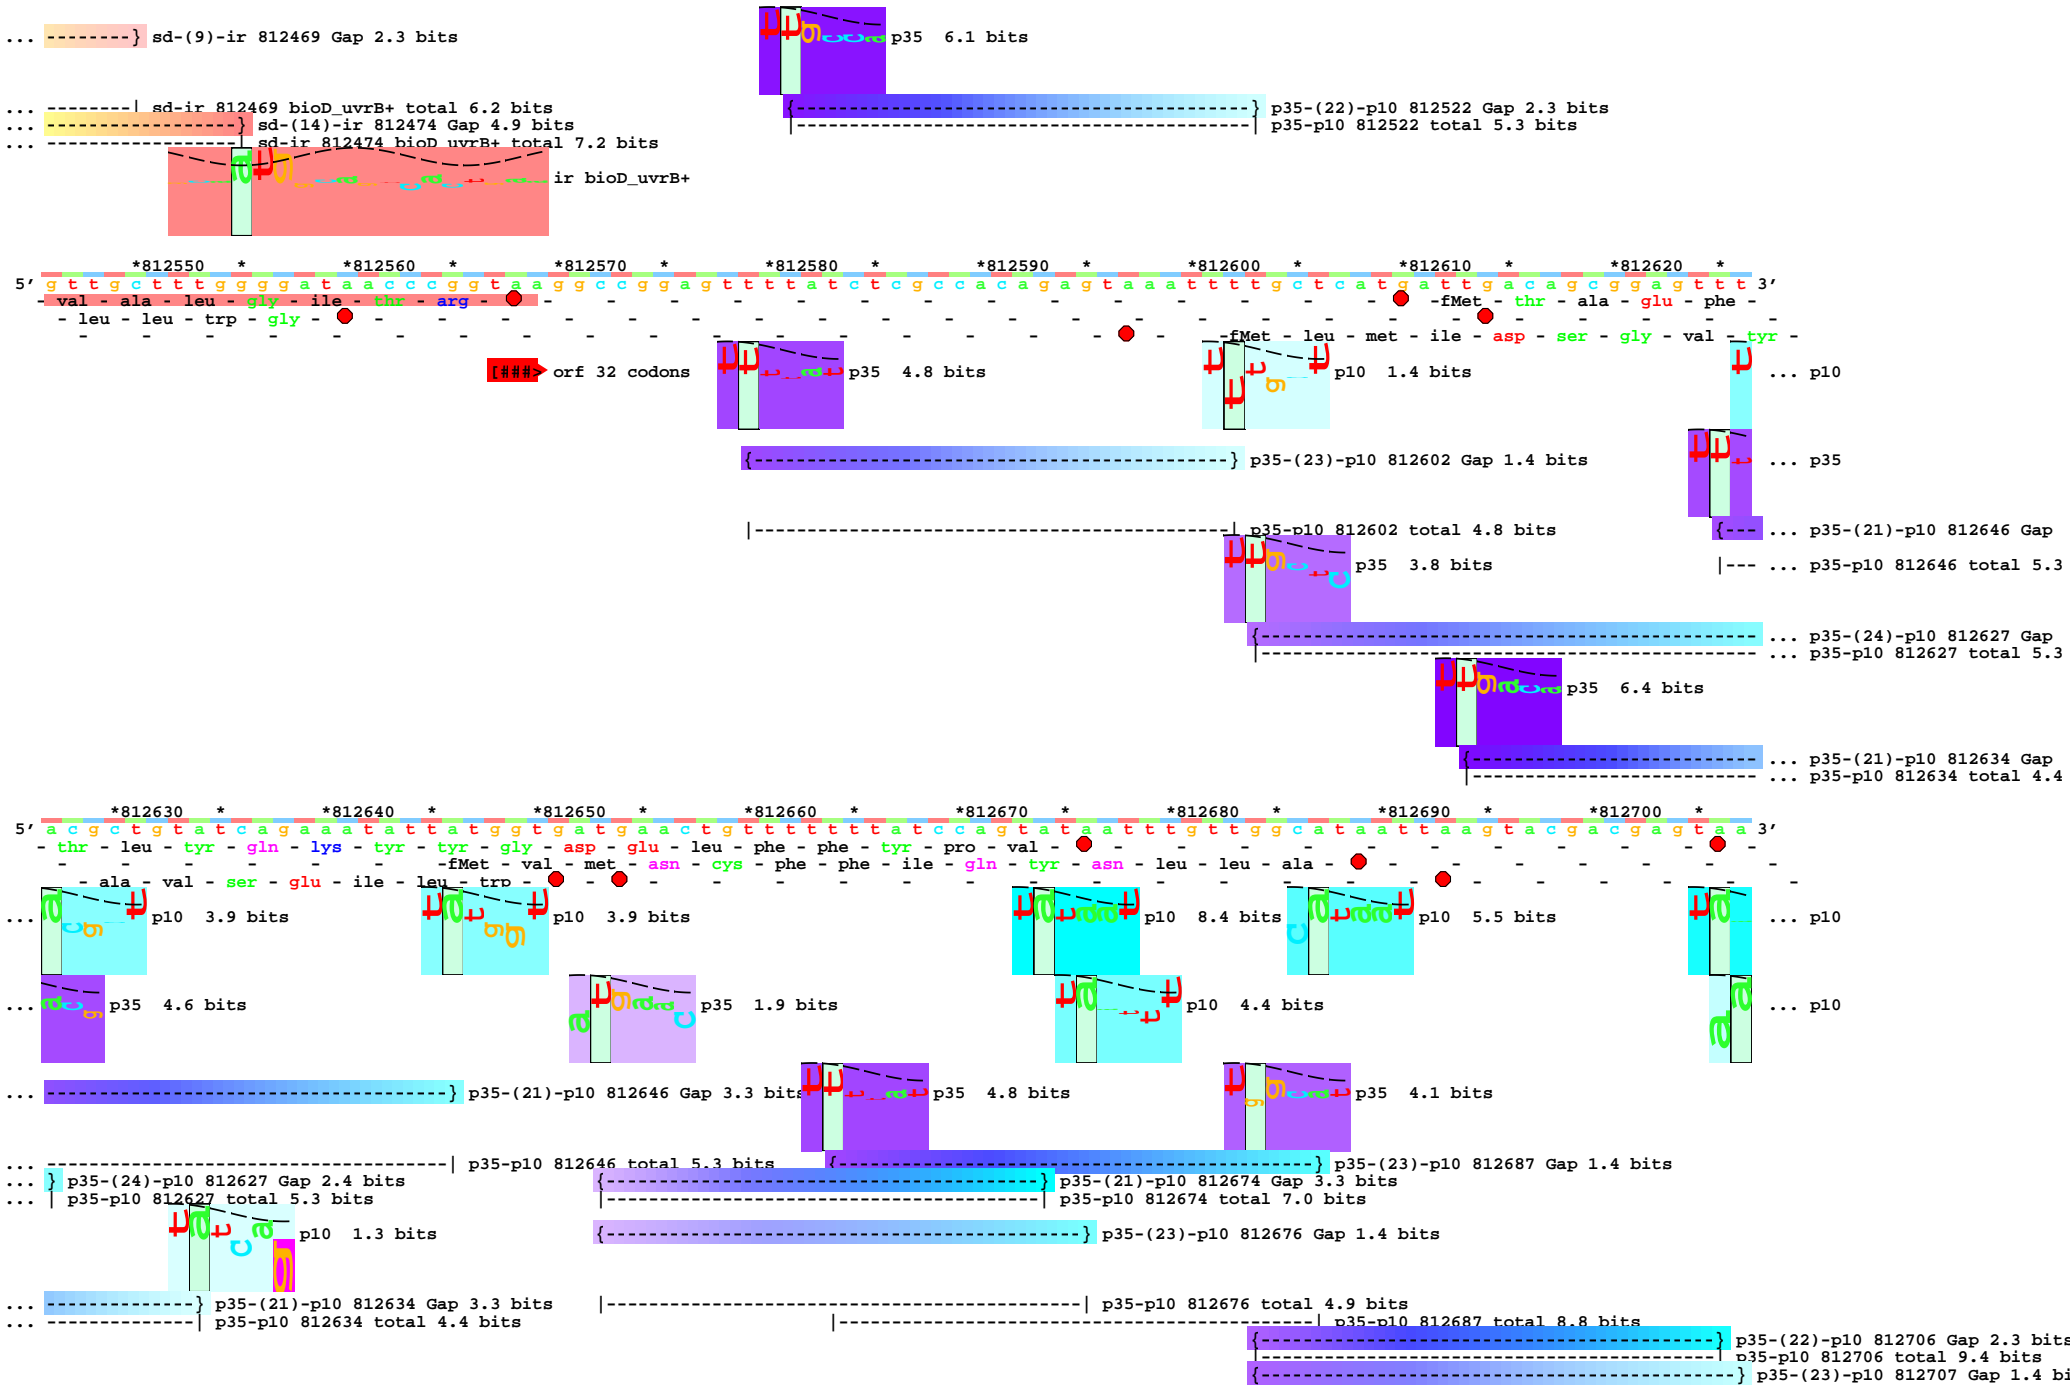 ... --------} sd-(9)-ir 812469 Gap 2.3 bits
ttgcca p35 6.1 bits
... --------| sd-ir 812469 bioD_uvrB+ total 6.2 bits
{----------------------} p35-(22)-p10 812522 Gap 2.3 bits
... ------------------} sd-(14)-ir 812474 Gap 4.9 bits
|----------------------| p35-p10 812522 total 5.3 bits
... ------------------| sd-ir 812474 bioD_uvrB+ total 7.2 bits
ir bioD_uvrB+
*812550 * *812560 * *812570 * *812580 * *812590 * *812600 * *812610 * *812620 *
5' g t t g c t t t g g g g a t a a c c c g g t a a g g c c g g a g t t t t a t c t c g c c a c a g a g t a a a t t t t g c t c a t g a t t g a c a g c g g a g t t t 3'
- val - ala - leu - gly - ile - thr - arg - - fMet - thr - ala - glu - phe -
- leu - leu - trp - gly -
- fMet - leu - met - ile - asp - ser - gly - val - tyr -
[###> orf 32 codons
tttatt p35 4.8 bits
p10 1.4 bits
t ... p10
{-----------------------} p35-(23)-p10 812602 Gap 1.4 bits
ttt ... p35
|-----------------------| p35-p10 812602 total 4.8 bits
{--- ... p35-(21)-p10 812646 Gap
ttgctc p35 3.8 bits
|--- ... p35-p10 812646 total 5.3
{------------------------ ... p35-(24)-p10 812627 Gap
|------------------------ ... p35-p10 812627 total 5.3
ttgaca p35 6.4 bits
{-------------- ... p35-(21)-p10 812634 Gap
|-------------- ... p35-p10 812634 total 4.4
*812630 * *812640 * *812650 * *812660 * *812670 * *812680 * *812690 * *812700 *
5' a c g c t g t a t c a g a a a t a t t a t g g t g a t g a a c t g t t t t t t t a t c c a g t a t a a t t t g t t g g c a t a a t t a a g t a c g a c g a g t a a 3'
- thr - leu - tyr - gln - lys - tyr - tyr - gly - asp - glu - leu - phe - phe - tyr - pro - val -
- fMet - val - met - asn - cys - phe - phe - ile - gln - tyr - asn - leu - leu - ala -
- ala - val - ser - glu - ile - leu - trp -
... p10 3.9 bits
tatggt p10 3.9 bits
tataat p10 8.4 bits
cataat p10 5.5 bits
ta ... p10
... acg p35 4.6 bits
atgaac p35 1.9 bits
p10 4.4 bits
aa ... p10
... --------------------} p35-(21)-p10 812646 Gap 3.3 bits
p35 4.8 bits
tggcat p35 4.1 bits
... --------------------| p35-p10 812646 total 5.3 bits
{-----------------------} p35-(23)-p10 812687 Gap 1.4 bits
... } p35-(24)-p10 812627 Gap 2.4 bits
{---------------------} p35-(21)-p10 812674 Gap 3.3 bits
... | p35-p10 812627 total 5.3 bits
|---------------------| p35-p10 812674 total 7.0 bits
tatcag p10 1.3 bits
{-----------------------} p35-(23)-p10 812676 Gap 1.4 bits
... --------------} p35-(21)-p10 812634 Gap 3.3 bits
|-----------------------| p35-p10 812676 total 4.9 bits
... --------------| p35-p10 812634 total 4.4 bits
|-----------------------| p35-p10 812687 total 8.8 bits
{----------------------} p35-(22)-p10 812706 Gap 2.3 bits
|----------------------| p35-p10 812706 total 9.4 bits
{-----------------------} p35-(23)-p10 812707 Gap 1.4 bi